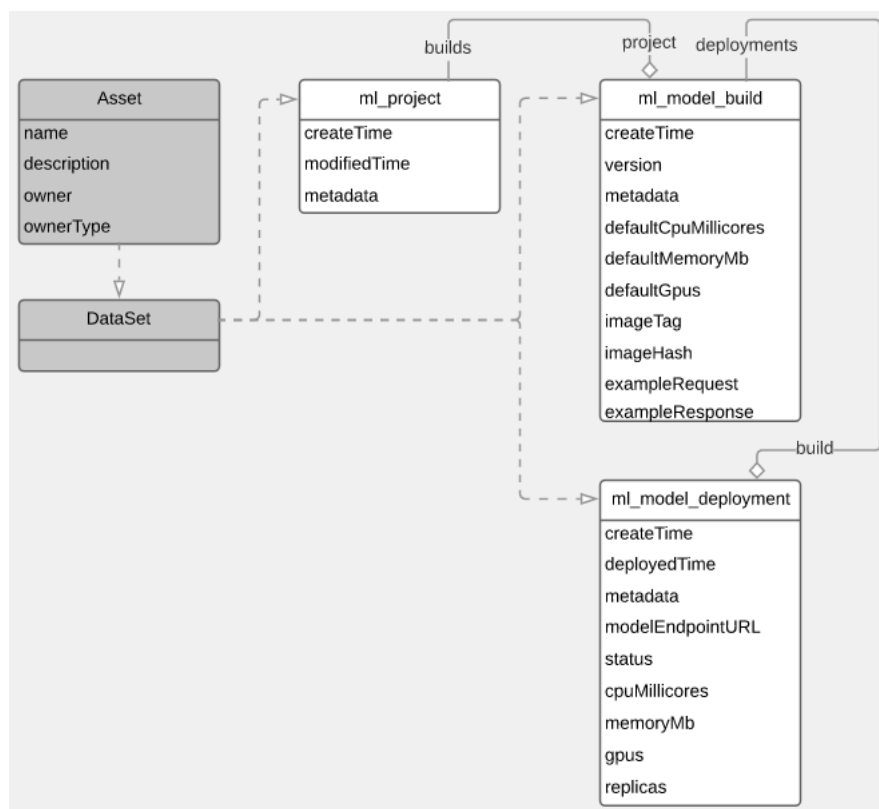 builds
project
deployments
Asset
name
description
owner
ownerType
DataSet
ml_project
createTime
modifiedTime
metadata
ml_model_build
createTime
version
metadata
defaultCpuMillicores
defaultMemoryMb
defaultGpus
imageTag
imageHash
exampleRequest
exampleResponse
build
ml_model_deployment
createTime
deployedTime
metadata
modelEndpointURL
status
cpuMillicores
memoryMb
gpus
replicas